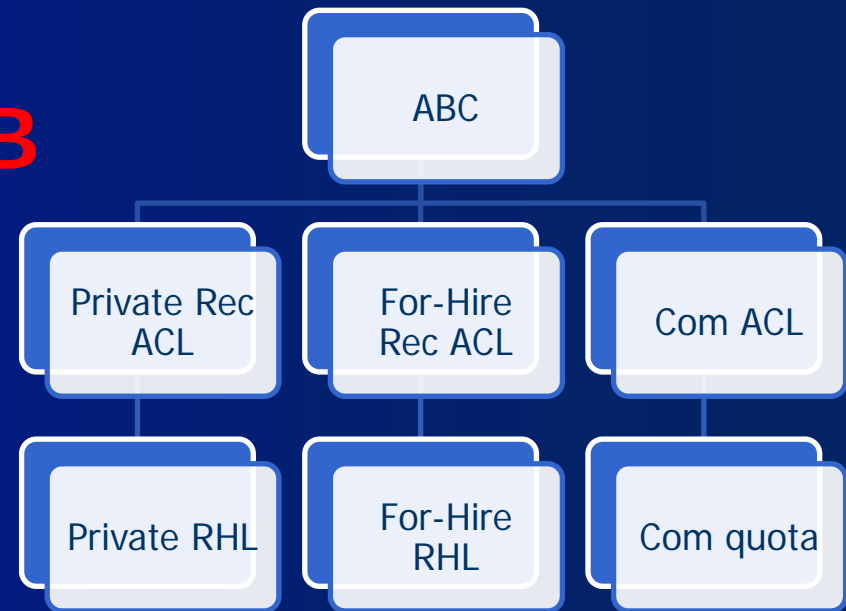 B
ABC
Private Rec
ACL
For-Hire
Rec ACL
Com ACL
Private RHL
For-Hire
RHL
Com quota